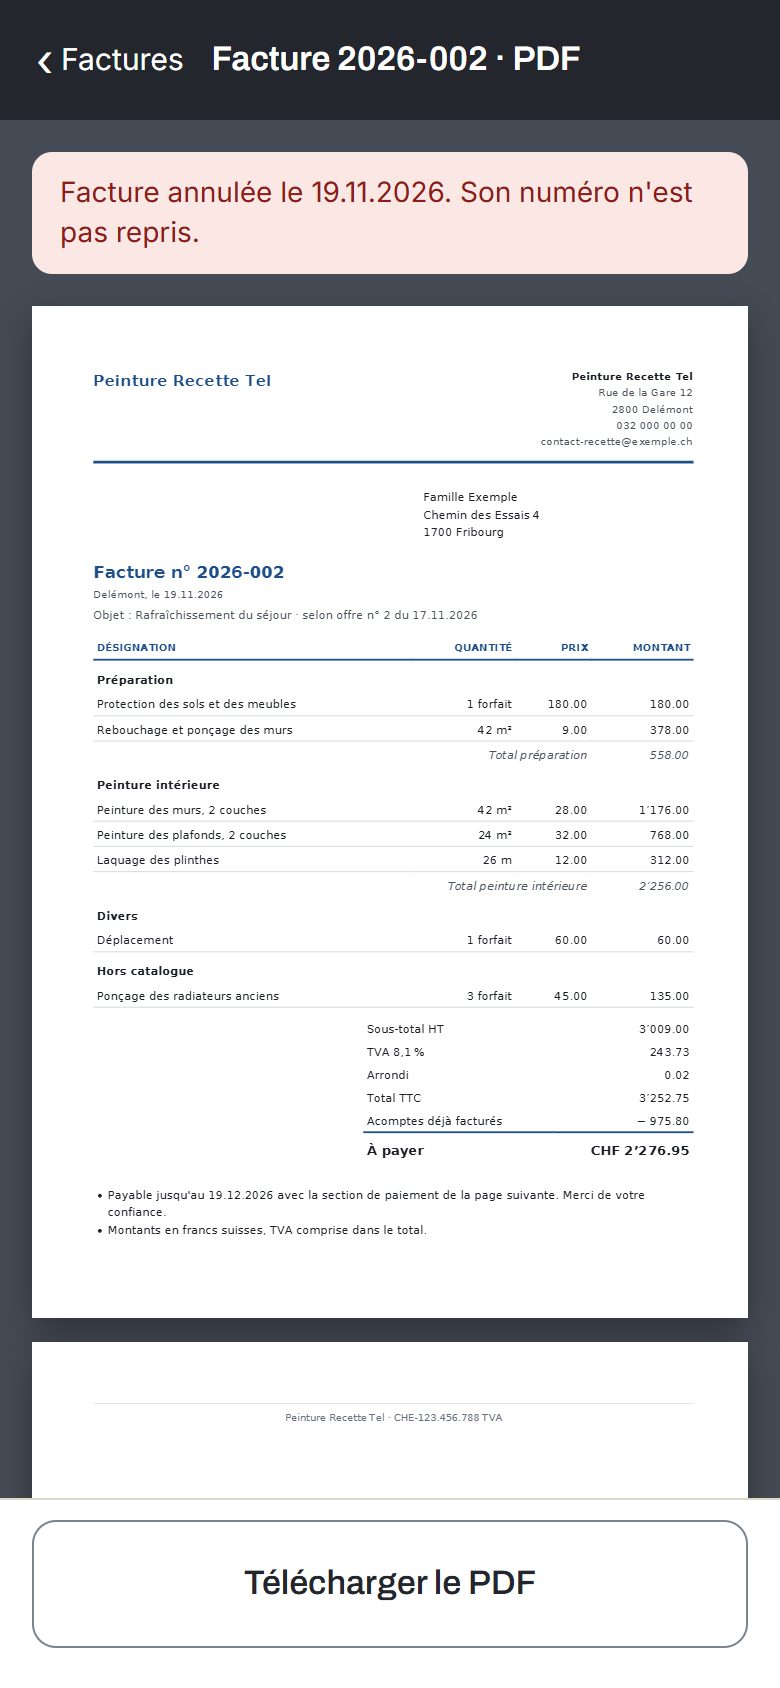 ‹ Factures Facture 2026-002 · PDF
Facture annulée le 19.11.2026. Son numéro n'est
pas repris.
Peinture Recette Tel
Peinture Recette Tel
Rue de la Gare 12
2800 Delémont
032 000 00 00
contact-recette@exemple.ch
Famille Exemple
Chemin des Essais 4
1700 Fribourg
Facture n° 2026-002
Delémont, le 19.11.2026
Objet : Rafraîchissement du séjour · selon offre n° 2 du 17.11.2026
DÉSIGNATION QUANTITÉ PRIX MONTANT
Préparation
Protection des sols et des meubles 1 forfait 180.00 180.00
Rebouchage et ponçage des murs 42 m² 9.00 378.00
Total préparation 558.00
Peinture intérieure
Peinture des murs, 2 couches 42 m² 28.00 1’176.00
Peinture des plafonds, 2 couches 24 m² 32.00 768.00
Laquage des plinthes 26 m 12.00 312.00
Total peinture intérieure 2’256.00
Divers
Déplacement 1 forfait 60.00 60.00
Hors catalogue
Ponçage des radiateurs anciens 3 forfait 45.00 135.00
Sous-total HT 3’009.00
TVA 8,1 % 243.73
Arrondi 0.02
Total TTC 3’252.75
Acomptes déjà facturés − 975.80
À payer CHF 2’276.95
• Payable jusqu'au 19.12.2026 avec la section de paiement de la page suivante. Merci de votre
confiance.
• Montants en francs suisses, TVA comprise dans le total.
Peinture Recette Tel · CHE-123.456.788 TVA
Télécharger le PDF